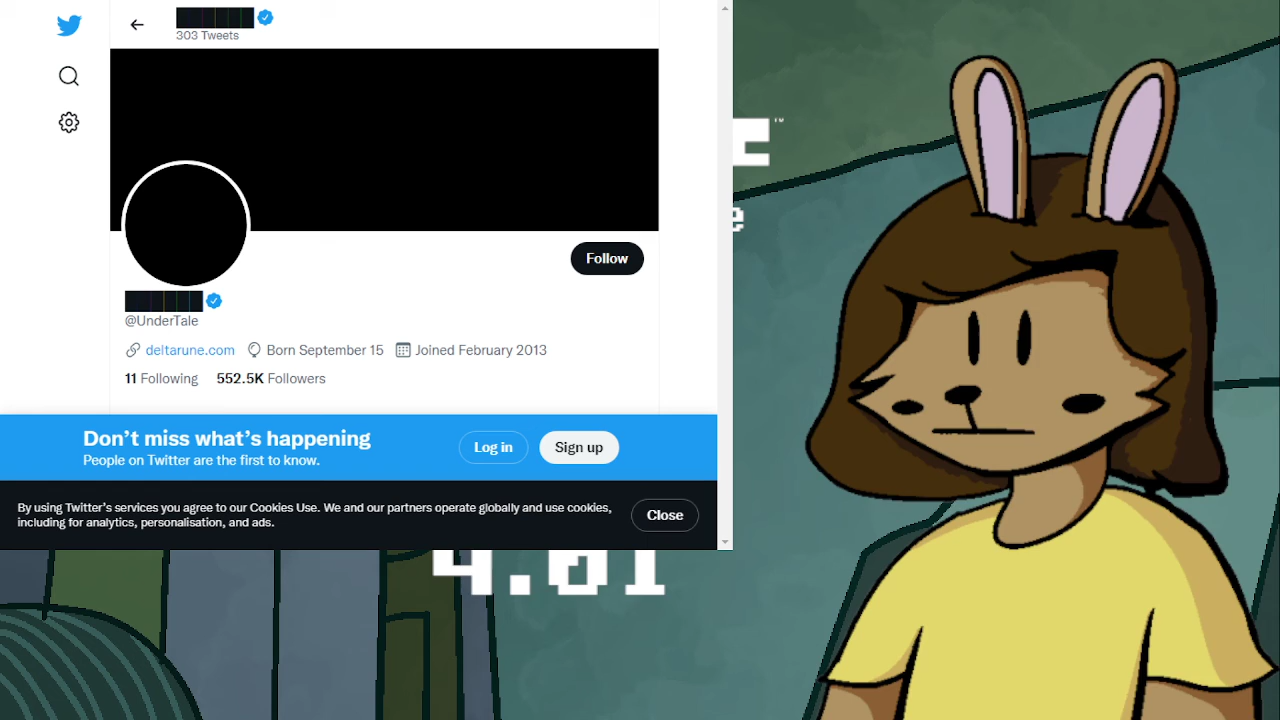 303 Tweets
Follow
@UnderTale
deltarune.com Born September 15 Joined February 2013
11 Following 552.5K Followers
Don’t miss what’s happening
People on Twitter are the first to know.
Log in
Sign up
By using Twitter’s services you agree to our Cookies Use. We and our partners operate globally and use cookies,
including for analytics, personalisation, and ads.
Close
4.01